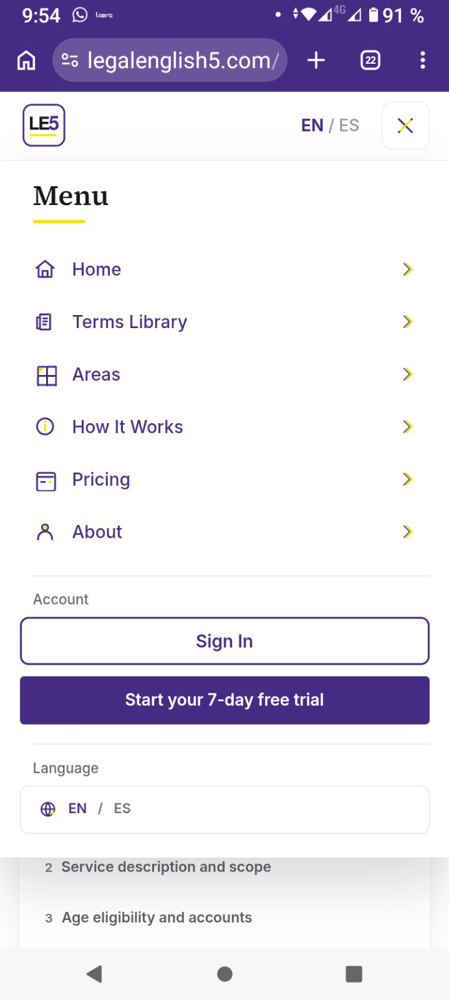 9:54 4G 91 %
legalenglish5.com/ 22
LE5 EN / ES
Menu
Home
Terms Library
Areas
How It Works
Pricing
About
Account
Sign In
Start your 7-day free trial
Language
EN / ES
2 Service description and scope
3 Age eligibility and accounts